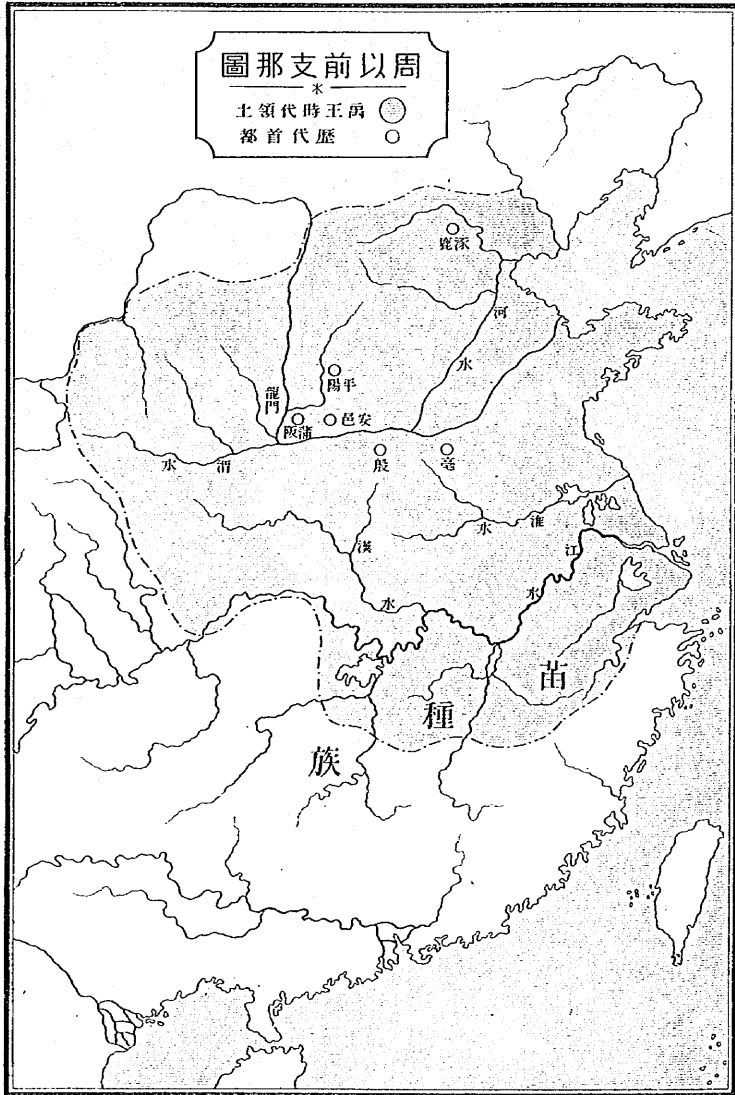 周以前支那圖
禹王時代領土
歷代首都
涿鹿
河水
平陽
龍門
蒲阪
安邑
渭水
殷
亳
淮水
漢水
江水
苗種族